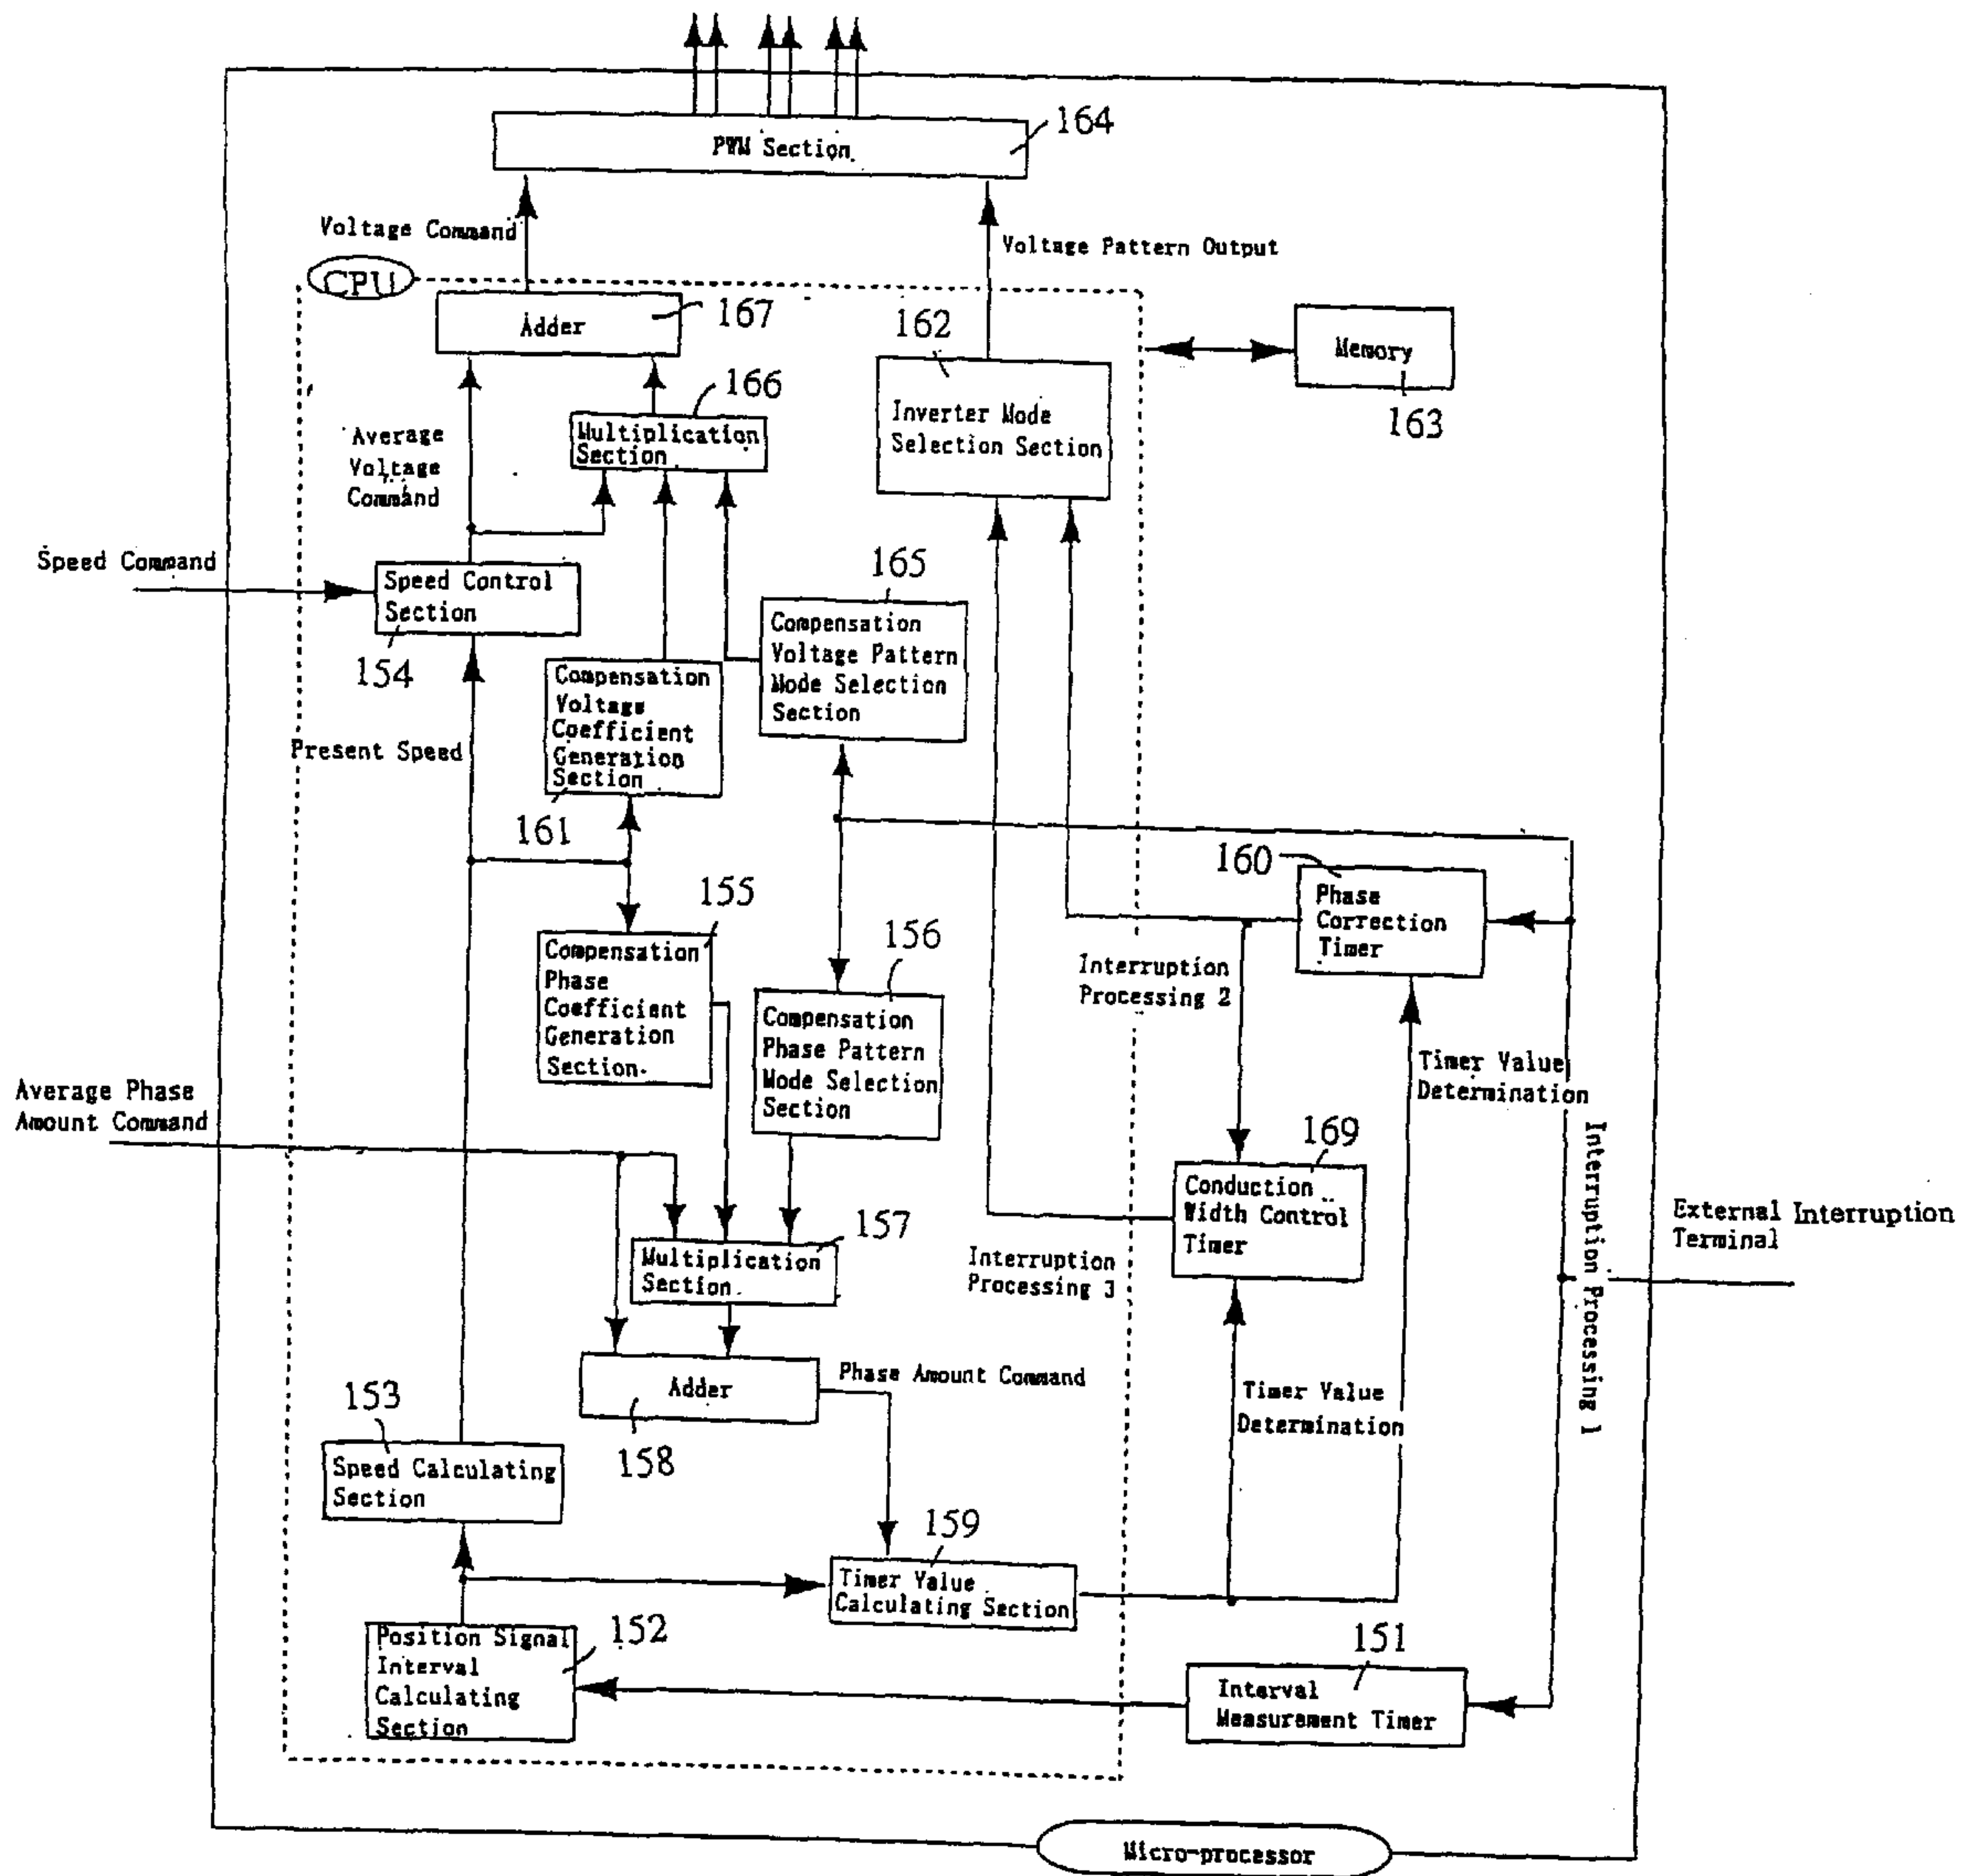 164
PWM Section.
Voltage Command
Voltage Pattern Output
CPU
Adder
167
162
Memory
163
166
Inverter Mode
Selection Section
Multiplication
Section
Average
Voltage
Command
Speed Command
Speed Control
Section
154
165
Compensation
Voltage Pattern
Mode Selection
Section
Compensation
Voltage
Coefficient
Generation
Section
161
Present Speed
160
Phase
Correction
Timer
155
Compensation
Phase
Coefficient
Generation
Section
156
Compensation
Phase Pattern
Mode Selection
Section
Interruption
Processing 2
Timer Value
Determination
Average Phase
Amount Command
169
Conduction
Width Control
Timer
Interruption Processing 1
External Interruption
Terminal
157
Multiplication
Section
Interruption
Processing 3
Adder
158
Phase Amount Command
Timer Value
Determination
153
Speed Calculating
Section
159
Timer Value
Calculating Section
Position Signal
Interval
Calculating
Section
152
151
Interval
Measurement Timer
Micro-processor